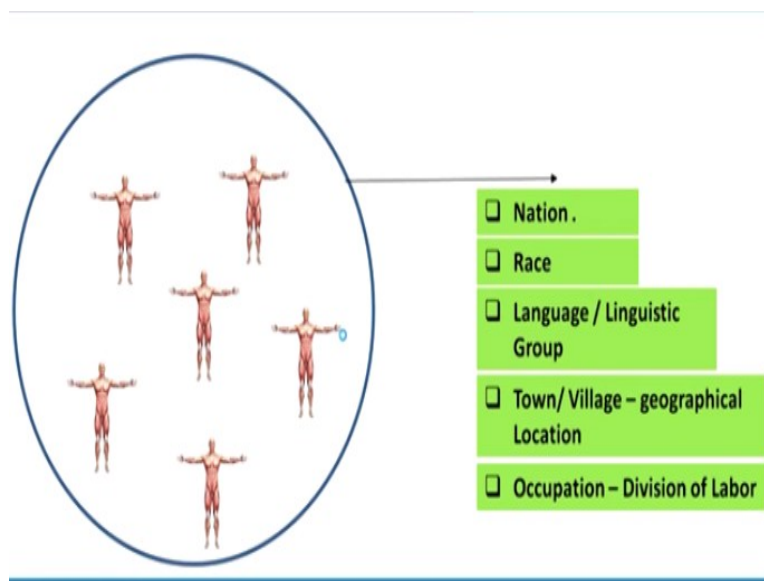 Nation .
Race
Language / Linguistic
Group
Town/ Village – geographical
Location
Occupation – Division of Labor